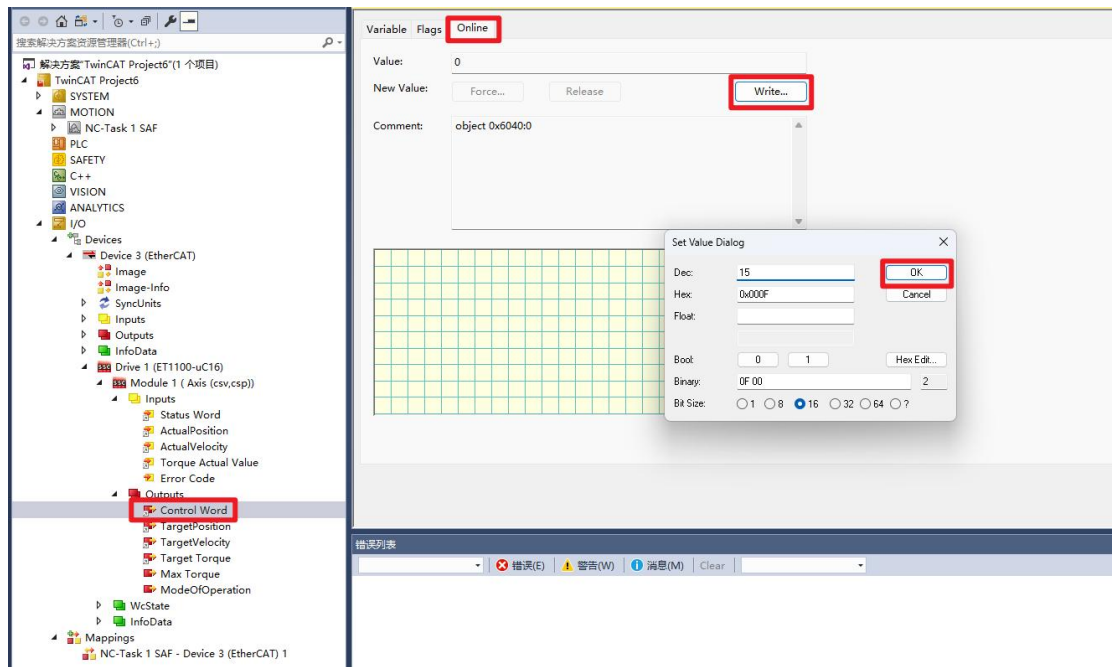 搜索解决方案资源管理器(Ctrl+;)
解决方案"TwinCAT Project6"(1 个项目)
TwinCAT Project6
SYSTEM
MOTION
NC-Task 1 SAF
PLC
SAFETY
C++
VISION
ANALYTICS
I/O
Devices
Device 3 (EtherCAT)
Image
Image-Info
SyncUnits
Inputs
Outputs
InfoData
Drive 1 (ET1100-uC16)
Module 1 ( Axis (csv,csp))
Inputs
Status Word
ActualPosition
ActualVelocity
Torque Actual Value
Error Code
Outputs
Control Word
TargetPosition
TargetVelocity
Target Torque
Max Torque
ModeOfOperation
WcState
InfoData
Mappings
NC-Task 1 SAF - Device 3 (EtherCAT) 1
Variable Flags Online
Value: 0
New Value: Force... Release Write...
Comment: object 0x6040:0
Set Value Dialog
Dec: 15 OK
Hex: 0x000F Cancel
Float:
Bool: 0 1 Hex Edit...
Binary: 0F 00 2
Bit Size: 1 8 16 32 64 ?
错误列表
错误(E) 警告(W) 消息(M) Clear